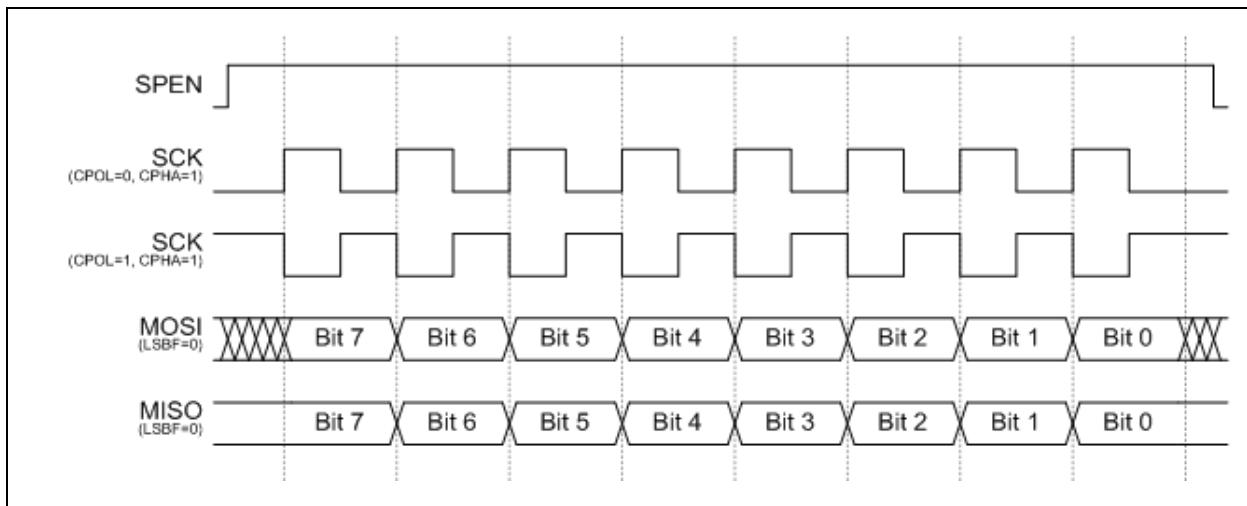 SPEN
SCK
(CPOL=0, CPHA=1)
SCK
(CPOL=1, CPHA=1)
MOSI
(LSBF=0)
Bit 7 Bit 6 Bit 5 Bit 4 Bit 3 Bit 2 Bit 1 Bit 0
MISO
(LSBF=0)
Bit 7 Bit 6 Bit 5 Bit 4 Bit 3 Bit 2 Bit 1 Bit 0